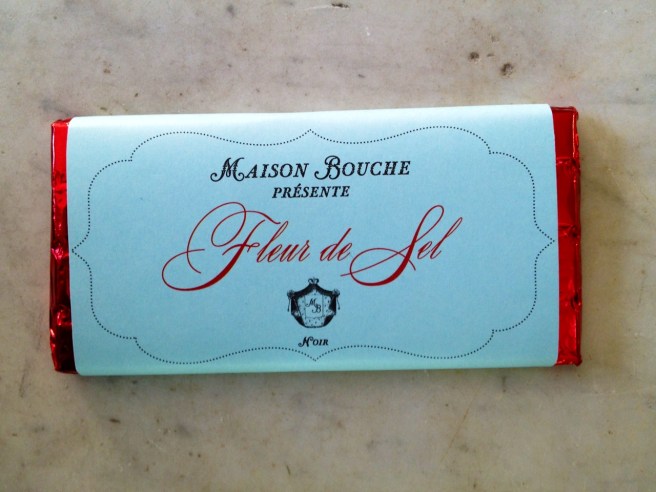 Maison Bouche
présente
Fleur de Sel
M B
Noir